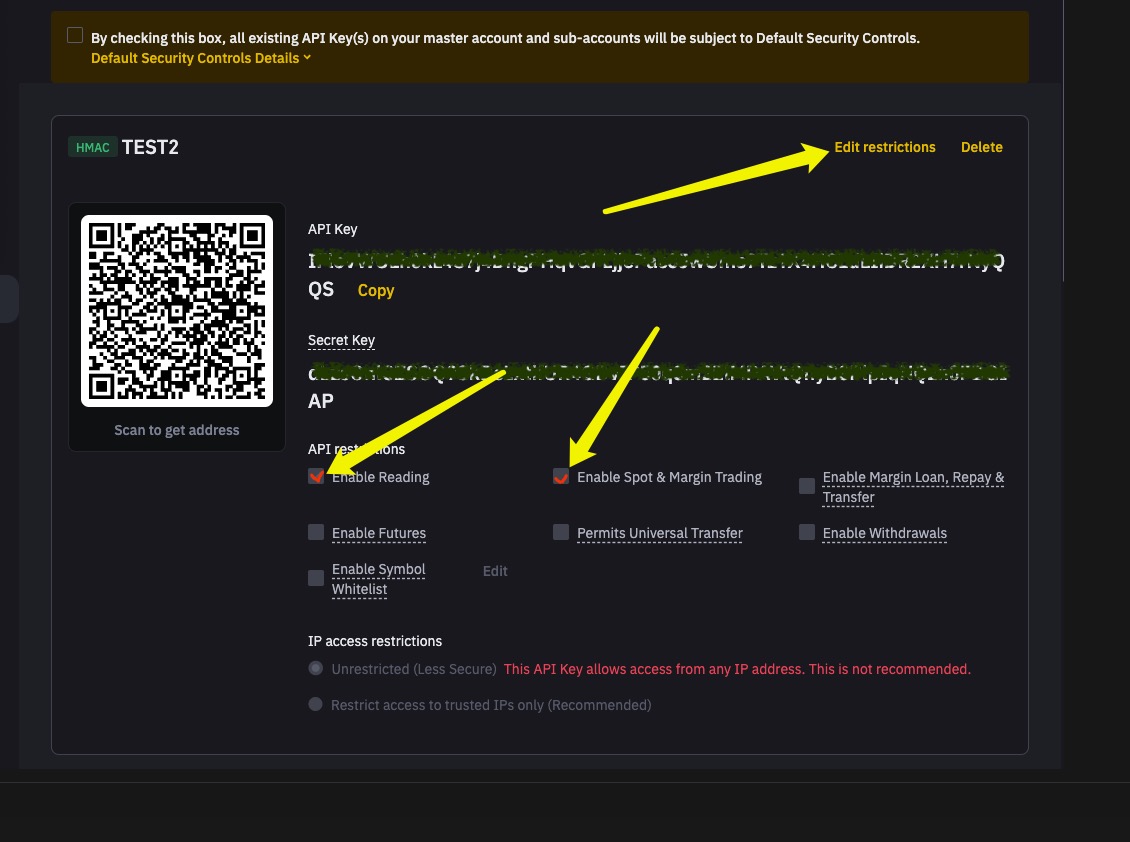 By checking this box, all existing API Key(s) on your master account and sub-accounts will be subject to Default Security Controls.
Default Security Controls Details
HMAC TEST2
Edit restrictions Delete
API Key
QS Copy
Secret Key
AP
Scan to get address
API restrictions
Enable Reading
Enable Spot & Margin Trading
Enable Margin Loan, Repay &
Transfer
Enable Futures
Permits Universal Transfer
Enable Withdrawals
Enable Symbol
Whitelist
Edit
IP access restrictions
Unrestricted (Less Secure) This API Key allows access from any IP address. This is not recommended.
Restrict access to trusted IPs only (Recommended)